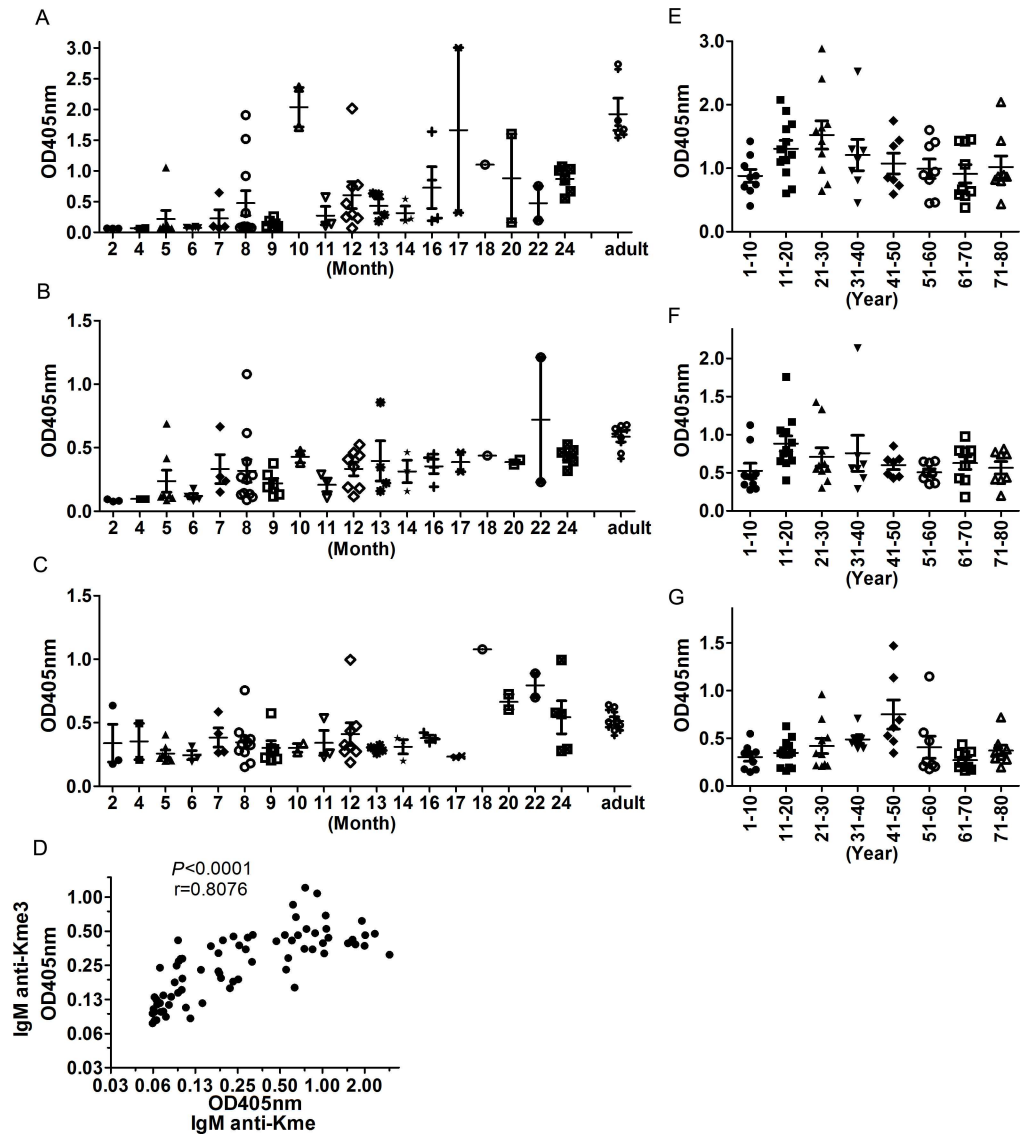 A
OD405nm
3.0
2.5
2.0
1.5
1.0
0.5
0.0
2 4 5 6 7 8 9 10 11 12 13 14 16 17 18 20 22 24 adult
(Month)
B
OD405nm
1.5
1.0
0.5
0.0
2 4 5 6 7 8 9 10 11 12 13 14 16 17 18 20 22 24 adult
(Month)
C
OD405nm
1.5
1.0
0.5
0.0
2 4 5 6 7 8 9 10 11 12 13 14 16 17 18 20 22 24 adult
(Month)
D
P<0.0001
r=0.8076
IgM anti-Kme3
OD405nm
1.00
0.50
0.25
0.13
0.06
0.03
0.03 0.06 0.13 0.25 0.50 1.00 2.00
OD405nm
IgM anti-Kme
E
OD405nm
3.0
2.0
1.0
0.0
1-10 11-20 21-30 31-40 41-50 51-60 61-70 71-80
(Year)
F
OD405nm
2.0
1.5
1.0
0.5
0.0
1-10 11-20 21-30 31-40 41-50 51-60 61-70 71-80
(Year)
G
OD405nm
1.5
1.0
0.5
0.0
1-10 11-20 21-30 31-40 41-50 51-60 61-70 71-80
(Year)